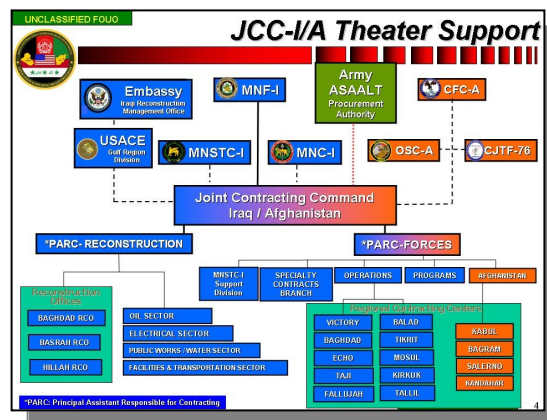 UNCLASSIFIED FOUO
JCC-I/A Theater Support
Embassy
Iraqi Reconstruction
Management Office
MNF-I
Army
ASAALT
Procurement
Authority
CFC-A
USACE
Gulf Region
Division
MNSTC-I
MNC-I
OSC-A
CJTF-76
Joint Contracting Command
Iraq / Afghanistan
*PARC- RECONSTRUCTION
*PARC-FORCES
MNSTC-I
Support
Division
SPECIALTY
CONTRACTS
BRANCH
OPERATIONS
PROGRAMS
AFGHANISTAN
Reconstruction
Offices
BAGHDAD RCO
BASRAH RCO
HILLAH RCO
OIL SECTOR
ELECTRICAL SECTOR
PUBLIC WORKS / WATER SECTOR
FACILITIES & TRANSPORTATION SECTOR
Regional Contracting Centers
VICTORY
BAGHDAD
ECHO
TAJI
FALLUJAH
BALAD
TIKRIT
MOSUL
KIRKUK
TALLIL
KABUL
BAGRAM
SALERNO
KANDAHAR
*PARC: Principal Assistant Responsible for Contracting
4